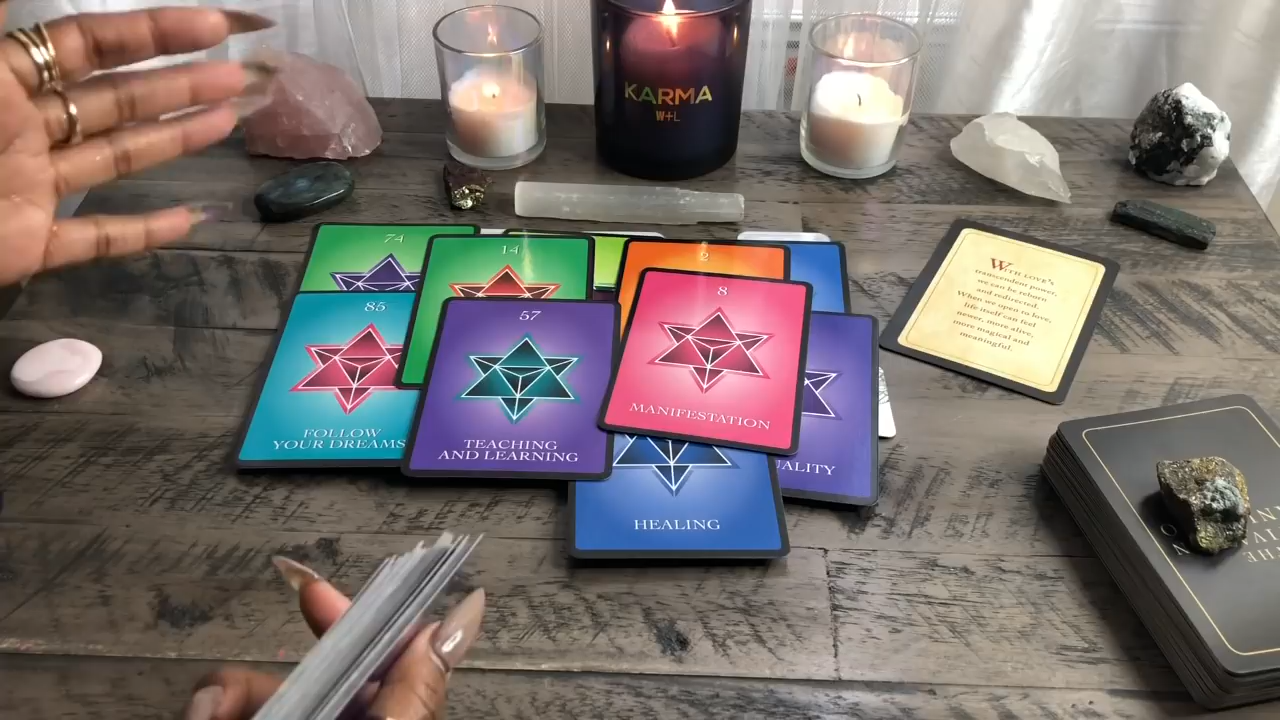 KARMA
W+L
74
14
2
8
85
57
MANIFESTATION
FOLLOW
YOUR DREAMS
TEACHING
AND LEARNING
UALITY
HEALING
WITH LOVE'S
transcendent power,
we can be reborn
and redirected.
When we open to love,
life itself can feel
newer, more alive,
more magical and
meaningful.
THE